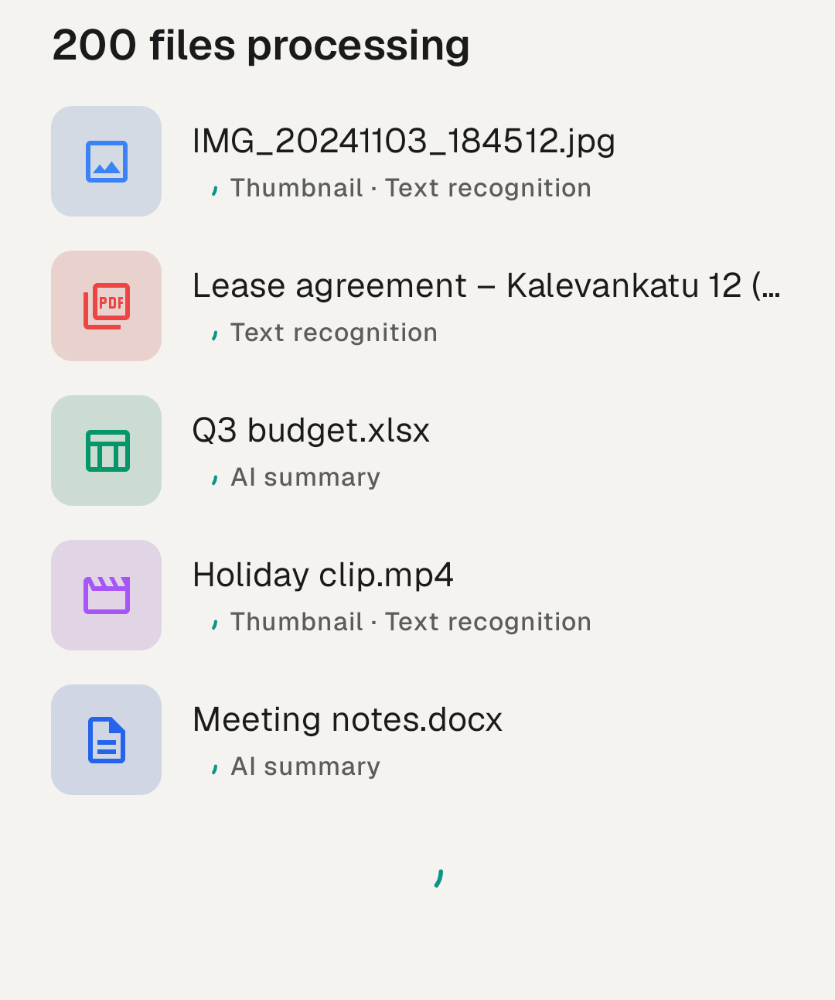 200 files processing
IMG_20241103_184512.jpg
Thumbnail · Text recognition
PDF
Lease agreement – Kalevankatu 12 (…
Text recognition
Q3 budget.xlsx
AI summary
Holiday clip.mp4
Thumbnail · Text recognition
Meeting notes.docx
AI summary